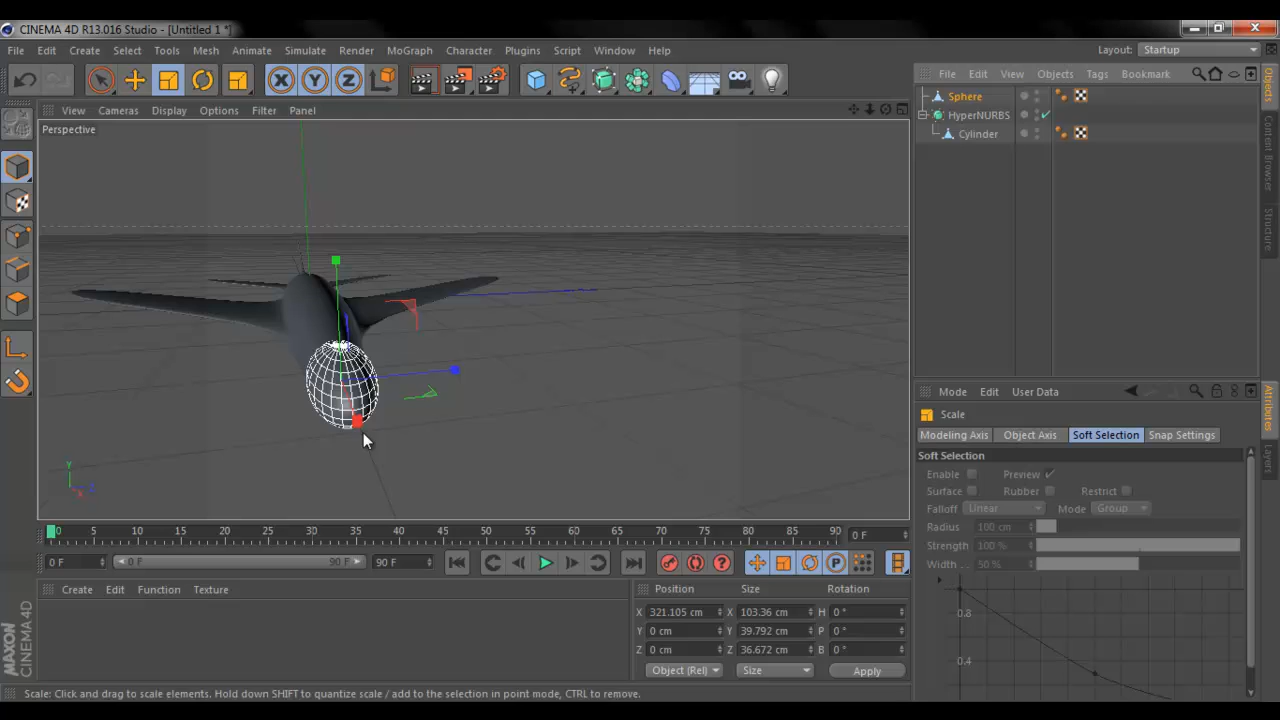 CINEMA 4D R13.016 Studio - [Untitled 1 *]
File Edit Create Select Tools Mesh Animate Simulate Render MoGraph Character Plugins Script Window Help
Layout: Startup
X Y Z
File Edit View Objects Tags Bookmark
View Cameras Display Options Filter Panel
Perspective
Sphere
HyperNURBS
Cylinder
Objects
Content Browser
Structure
Mode Edit User Data
Scale
Modeling Axis Object Axis Soft Selection Snap Settings
Soft Selection
Enable Preview
Surface Rubber Restrict
Falloff Linear Mode Group
Radius 100 cm
Strength 100 %
Width . . 50 %
0.8
0.4
Attributes
Layers
Y
Z
0 5 10 15 20 25 30 35 40 45 50 55 60 65 70 75 80 85 90 0 F
0 F 0 F 90 F 90 F
P
Create Edit Function Texture
Position Size Rotation
X 321.105 cm X 103.36 cm H 0 °
Y 0 cm Y 39.792 cm P 0 °
Z 0 cm Z 36.672 cm B 0 °
Object (Rel) Size Apply
MAXON
CINEMA 4D
Scale: Click and drag to scale elements. Hold down SHIFT to quantize scale / add to the selection in point mode, CTRL to remove.